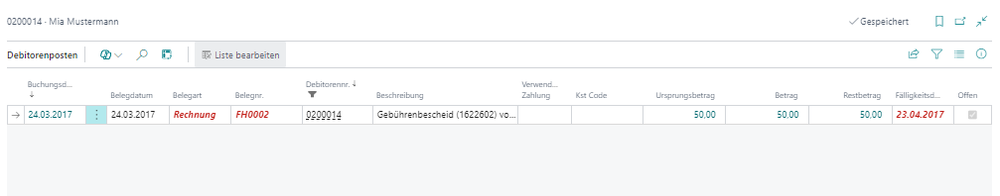 0200014 · Mia Mustermann
Gespeichert
Debitorenposten
Liste bearbeiten
Buchungsd... Belegdatum Belegart Belegnr. Debitorennr. Beschreibung Verwend... Zahlung Kst Code Ursprungsbetrag Betrag Restbetrag Fälligkeitsd... Offen
24.03.2017 24.03.2017 Rechnung FH0002 0200014 Gebührenbescheid (1622602) vo... 50,00 50,00 50,00 23.04.2017